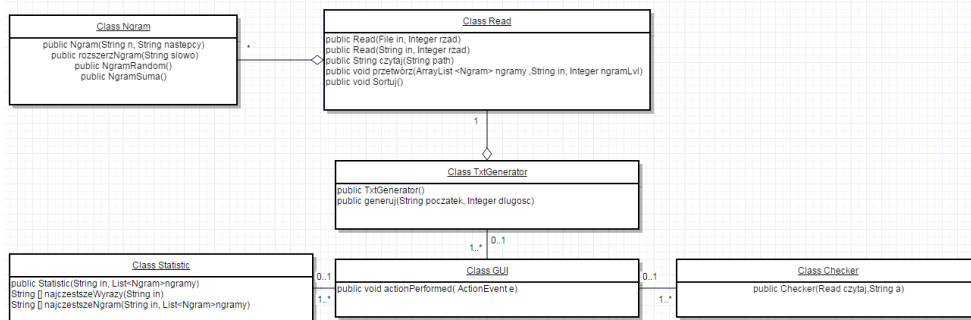 Class Ngram
public Ngram(String n, String nastepcy)
public rozszerzNgram(String slowo)
public NgramRandom()
public NgramSuma()
*
Class Read
public Read(File in, Integer rzad)
public Read(String in, Integer rzad)
public String czytaj(String path)
public void przetwòrz(ArrayList <Ngram> ngramy ,String in, Integer ngramLvl)
public void Sortuj()
1
Class TxtGenerator
public TxtGenerator()
public generuj(String poczatek, Integer dlugosc)
0..1
1..*
Class Statistic
public Statistic(String in, List<Ngram>ngramy)
String [] najczestszeWyrazy(String in)
String [] najczestszeNgram(String in, List<Ngram>ngramy)
0..1
1..*
Class GUI
public void actionPerformed( ActionEvent e)
0..1
1..*
Class Checker
public Checker(Read czytaj,String a)